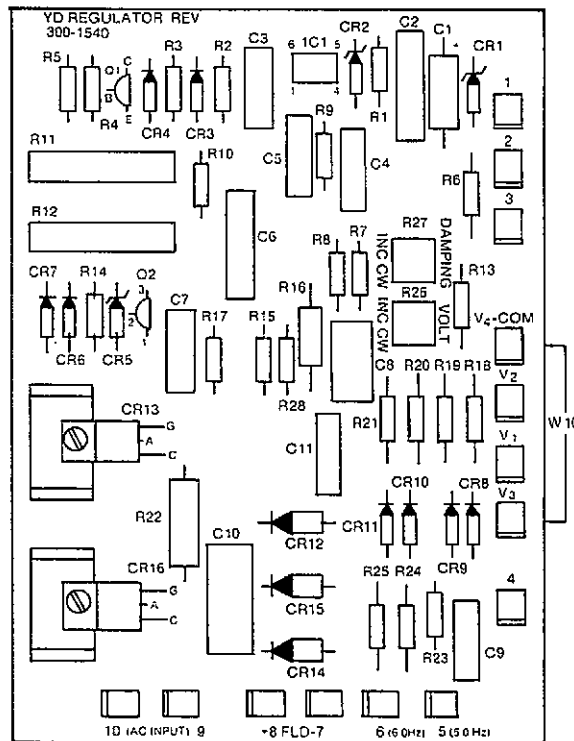 YD REGULATOR REV
300-1540
R5
R4
Q1
C
B
E
CR4
R3
CR3
R2
C3
6 1C1 5
1 4
CR2
R1
C2
C1
+
CR1
1
R11
R10
C5
R9
C4
R6
2
3
R12
C6
R8
R7
INC CW
R27
DAMPING
R13
CR7
CR6
R14
CR5
Q2
3
2
1
C7
R17
R15
R28
R16
INC CW
R26
VOLT
V4-COM
C8
R21
R20
R19
R18
V2
W10
CR13
G
A
C
C11
V1
R22
C10
CR12
CR11
CR10
CR9
CR8
V3
CR16
G
A
C
CR15
CR14
R25
R24
R23
C9
4
10 (AC INPUT) 9
+8 FLD-7
6 (60Hz)
5 (50Hz)